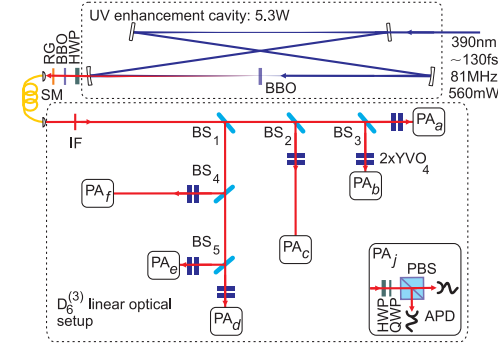 UV enhancement cavity: 5.3W
390nm
~130fs
81MHz
560mW
RG
BBO
HWP
BBO
SM
IF
BS1
BS2
BS3
PAa
2xYVO4
BS4
PAf
PAb
PAc
BS5
PAe
PAd
D6(3) linear optical
setup
PAj
PBS
HWP
QWP
APD